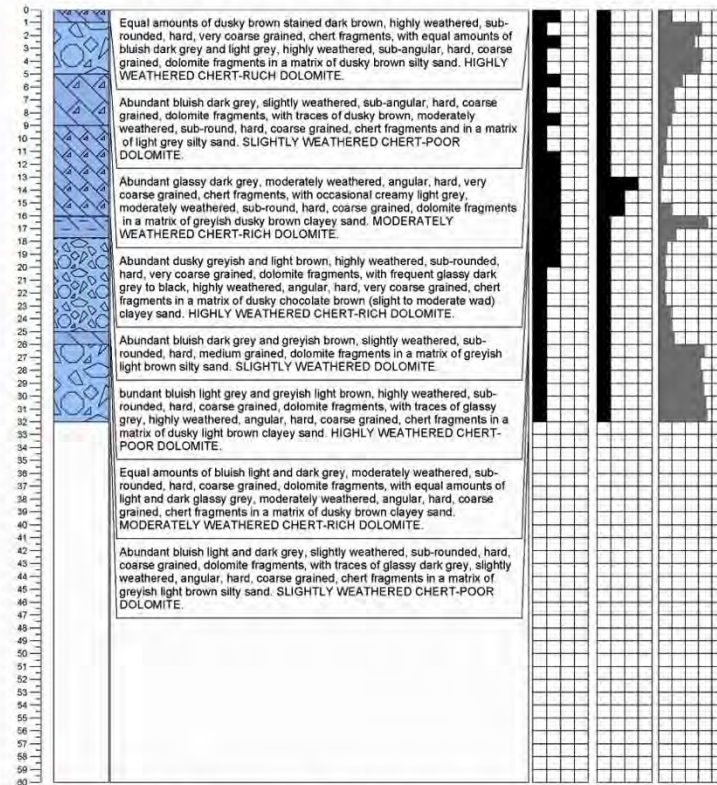 0
1
2
3
4
5
6
7
8
9
10
11
12
13
14
15
16
17
18
19
20
21
22
23
24
25
26
27
28
29
30
31
32
33
34
35
36
37
38
39
40
41
42
43
44
45
46
47
48
49
50
51
52
53
54
55
56
57
58
59
60
Equal amounts of dusky brown stained dark brown, highly weathered, sub-
rounded, hard, very coarse grained, chert fragments, with equal amounts of
bluish dark grey and light grey, highly weathered, sub-angular, hard, coarse
grained, dolomite fragments in a matrix of dusky brown silty sand. HIGHLY
WEATHERED CHERT-RUCH DOLOMITE.
Abundant bluish dark grey, slightly weathered, sub-angular, hard, coarse
grained, dolomite fragments, with traces of dusky brown, moderately
weathered, sub-round, hard, coarse grained, chert fragments and in a matrix
of light grey silty sand. SLIGHTLY WEATHERED CHERT-POOR
DOLOMITE.
Abundant glassy dark grey, moderately weathered, angular, hard, very
coarse grained, chert fragments, with occasional creamy light grey,
moderately weathered, sub-round, hard, coarse grained, dolomite fragments
in a matrix of greyish dusky brown clayey sand. MODERATELY
WEATHERED CHERT-RICH DOLOMITE.
Abundant dusky greyish and light brown, highly weathered, sub-rounded,
hard, very coarse grained, dolomite fragments, with frequent glassy dark
grey to black, highly weathered, angular, hard, very coarse grained, chert
fragments in a matrix of dusky chocolate brown (slight to moderate wad)
clayey sand. HIGHLY WEATHERED CHERT-RICH DOLOMITE.
Abundant bluish dark grey and greyish brown, slightly weathered, sub-
rounded, hard, medium grained, dolomite fragments in a matrix of greyish
light brown silty sand. SLIGHTLY WEATHERED DOLOMITE.
bundant bluish light grey and greyish light brown, highly weathered, sub-
rounded, hard, coarse grained, dolomite fragments, with traces of glassy
grey, highly weathered, angular, hard, coarse grained, chert fragments in a
matrix of dusky light brown clayey sand. HIGHLY WEATHERED CHERT-
POOR DOLOMITE.
Equal amounts of bluish light and dark grey, moderately weathered, sub-
rounded, hard, coarse grained, dolomite fragments, with equal amounts of
light and dark glassy grey, moderately weathered, angular, hard, coarse
grained, chert fragments in a matrix of dusky brown clayey sand.
MODERATELY WEATHERED CHERT-RICH DOLOMITE.
Abundant bluish light and dark grey, slightly weathered, sub-rounded, hard,
coarse grained, dolomite fragments, with traces of glassy dark grey, slightly
weathered, angular, hard, coarse grained, chert fragments in a matrix of
greyish light brown silty sand. SLIGHTLY WEATHERED CHERT-POOR
DOLOMITE.